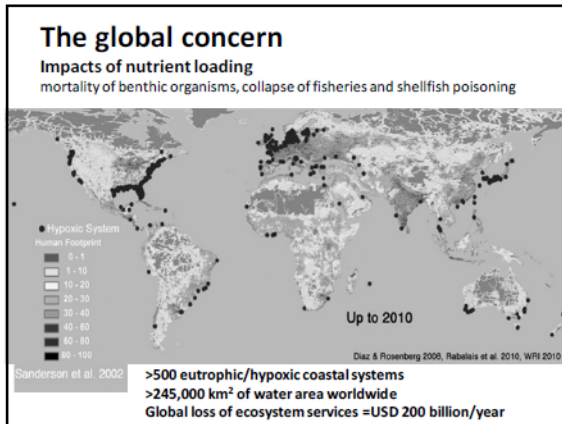 The global concern
Impacts of nutrient loading
mortality of benthic organisms, collapse of fisheries and shellfish poisoning
Hypoxic System
Human Footprint
0 - 1
1 - 10
10 - 20
20 - 30
30 - 40
40 - 60
60 - 80
80 - 100
Up to 2010
Diaz & Rosenberg 2008, Rabalais et al. 2010, WRI 2010
Sanderson et al. 2002
>500 eutrophic/hypoxic coastal systems
>245,000 km² of water area worldwide
Global loss of ecosystem services =USD 200 billion/year